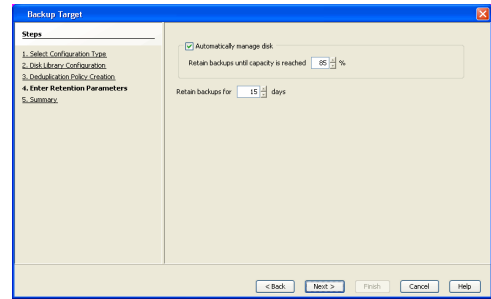 Backup Target
Steps
1. Select Configuration Type
2. Disk Library Configuration
3. Deduplication Policy Creation
4. Enter Retention Parameters
5. Summary
Automatically manage disk
Retain backups until capacity is reached 85 %
Retain backups for 15 days
< Back Next > Finish Cancel Help